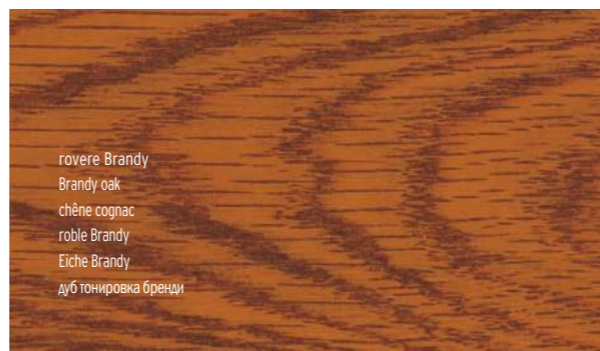 rovere Brandy
Brandy oak
chêne cognac
roble Brandy
Eiche Brandy
дуб тонировка бренди